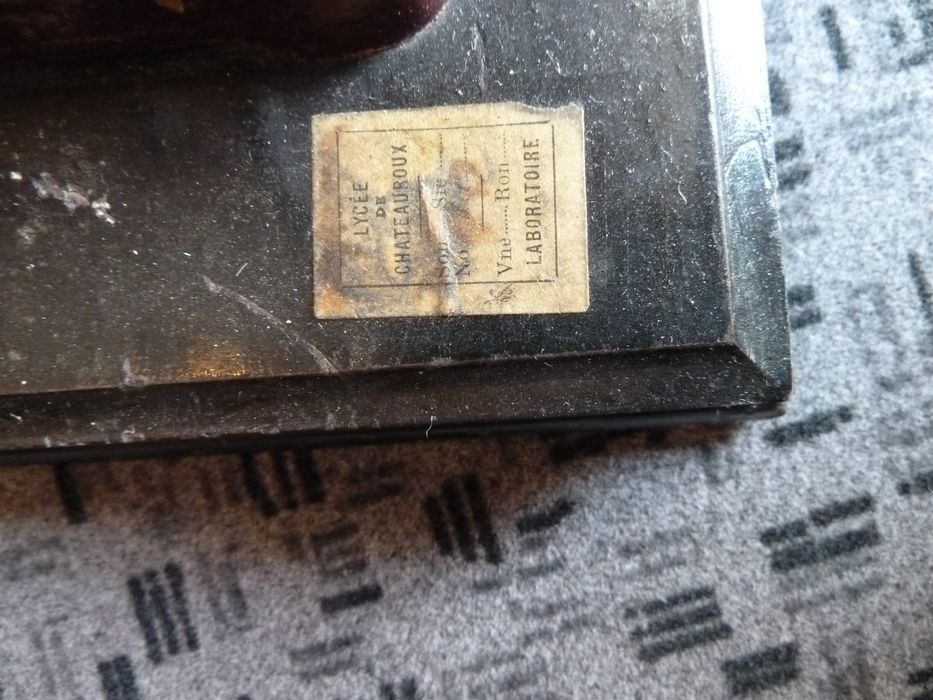 LYCÉE
DE
CHATEAUROUX
Son ...... Sie ......
No ......
Vne ...... Ron ......
LABORATOIRE